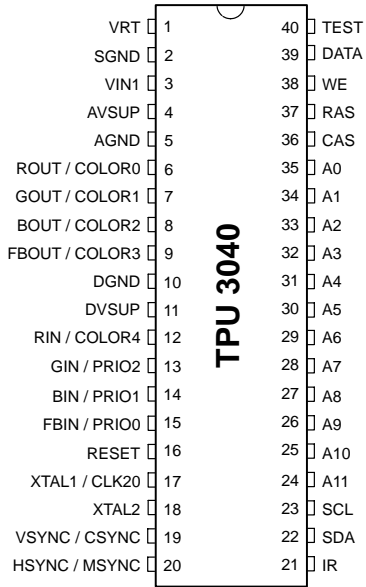 VRT 1 40 TEST
SGND 2 39 DATA
VIN1 3 38 WE
AVSUP 4 37 RAS
AGND 5 36 CAS
ROUT / COLOR0 6 35 A0
GOUT / COLOR1 7 34 A1
BOUT / COLOR2 8 33 A2
FBOUT / COLOR3 9 32 A3
DGND 10 31 A4
DVSUP 11 30 A5
RIN / COLOR4 12 29 A6
GIN / PRIO2 13 28 A7
BIN / PRIO1 14 27 A8
FBIN / PRIO0 15 26 A9
RESET 16 25 A10
XTAL1 / CLK20 17 24 A11
XTAL2 18 23 SCL
VSYNC / CSYNC 19 22 SDA
HSYNC / MSYNC 20 21 IR
TPU 3040